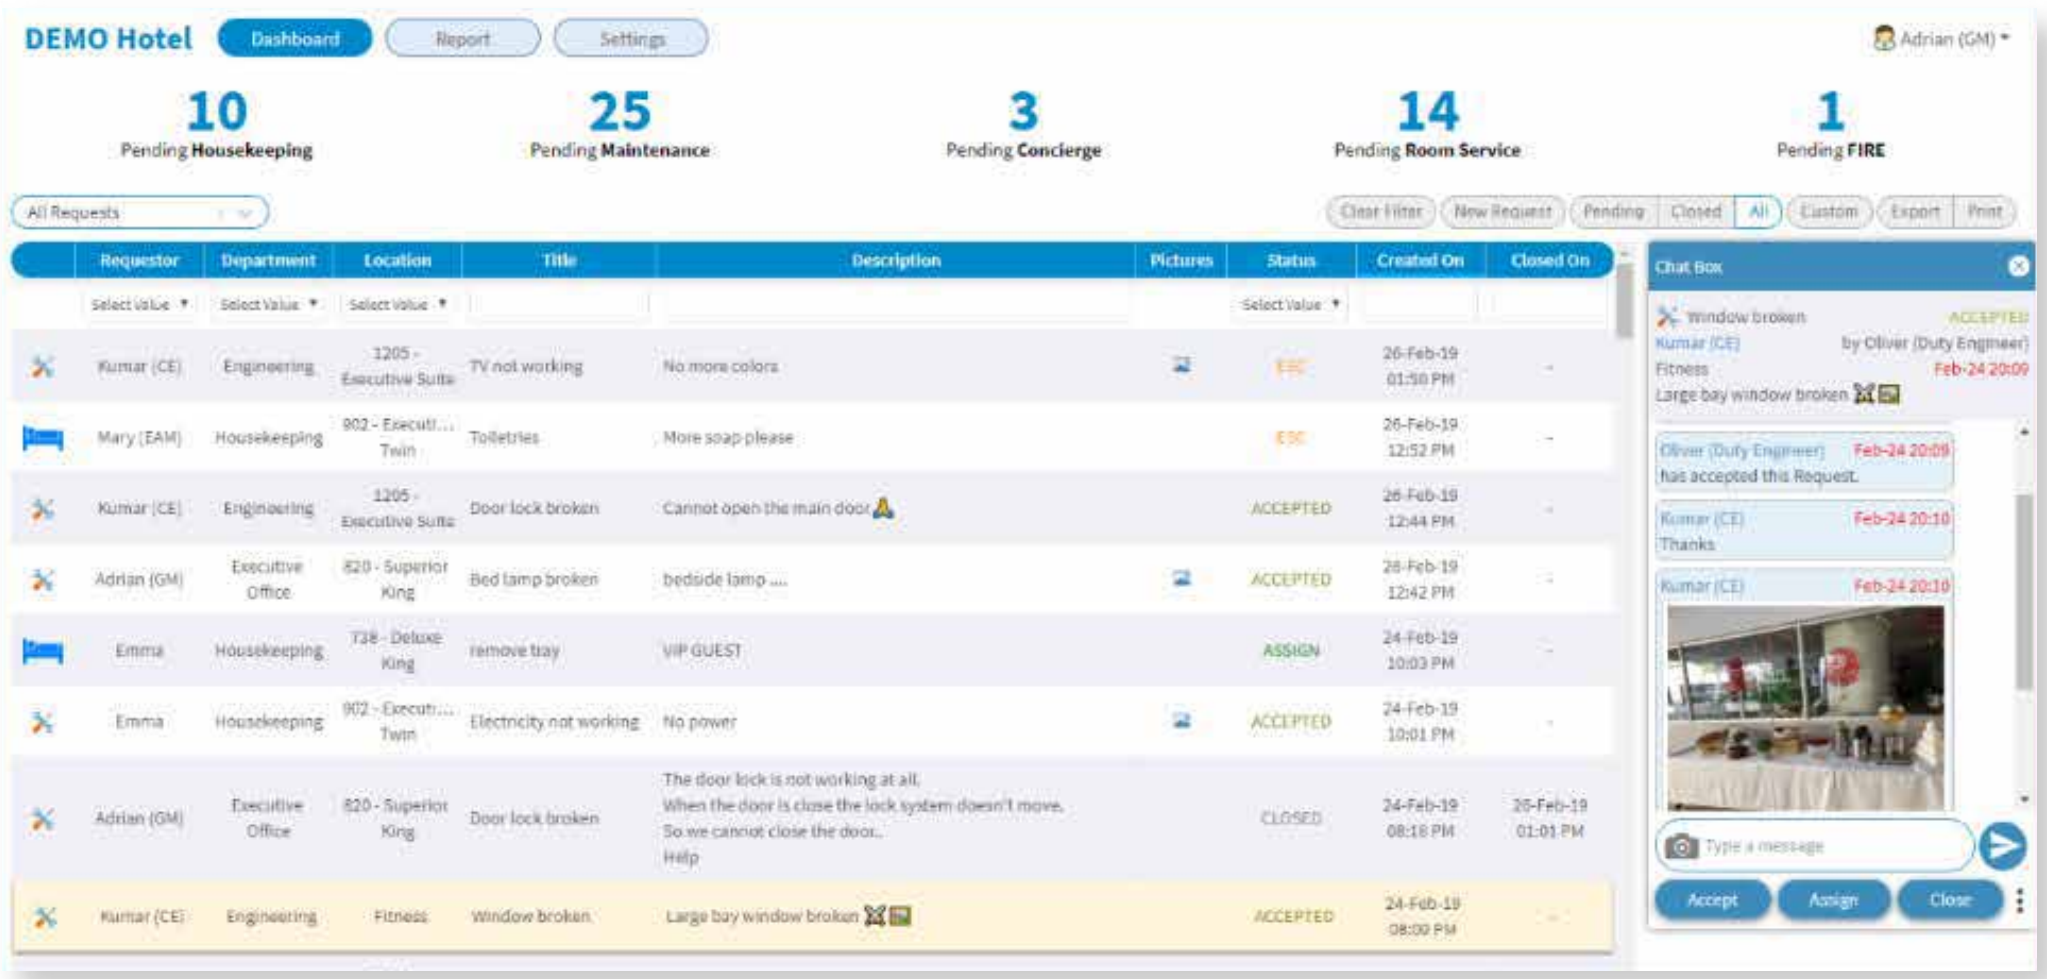 DEMO Hotel Dashboard Report Settings Adrian (GM)
10 25 3 14 1
Pending Housekeeping Pending Maintenance Pending Concierge Pending Room Service Pending FIRE
All Requests Clear Filter New Request Pending Closed All Custom Export Print
Requestor Department Location Title Description Pictures Status Created On Closed On
Select Value Select Value Select Value Select Value
Kumar (CE) Engineering 1205 - TV not working No more colors ESC 26-Feb-19 -
Executive Suite 01:50 PM
Mary (EAM) Housekeeping 902 - Executi... Toiletries More soap please ESC 26-Feb-19 -
Twin 12:52 PM
Kumar (CE) Engineering 1205 - Door lock broken Cannot open the main door ACCEPTED 26-Feb-19 -
Executive Suite 12:44 PM
Adrian (GM) Executive 820 - Superior Bed lamp broken bedside lamp .... ACCEPTED 26-Feb-19 -
Office King 12:42 PM
Emma Housekeeping 738 - Deluxe remove tray VIP GUEST ASSIGN 24-Feb-19 -
King 10:03 PM
Emma Housekeeping 902 - Executi... Electricity not working No power ACCEPTED 24-Feb-19 -
Twin 10:01 PM
The door lock is not working at all.
Adrian (GM) Executive 820 - Superior Door lock broken When the door is close the lock system doesn't move. CLOSED 24-Feb-19 26-Feb-19
Office King So we cannot close the door.. 08:18 PM 01:01 PM
Help
Kumar (CE) Engineering Fitness Window broken Large bay window broken ACCEPTED 24-Feb-19 -
08:00 PM
Chat Box
Window broken ACCEPTED
Kumar (CE) by Oliver (Duty Engineer)
Fitness Feb-24 20:09
Large bay window broken
Oliver (Duty Engineer) Feb-24 20:09
has accepted this Request.
Kumar (CE) Feb-24 20:10
Thanks
Kumar (CE) Feb-24 20:10
Type a message
Accept Assign Close